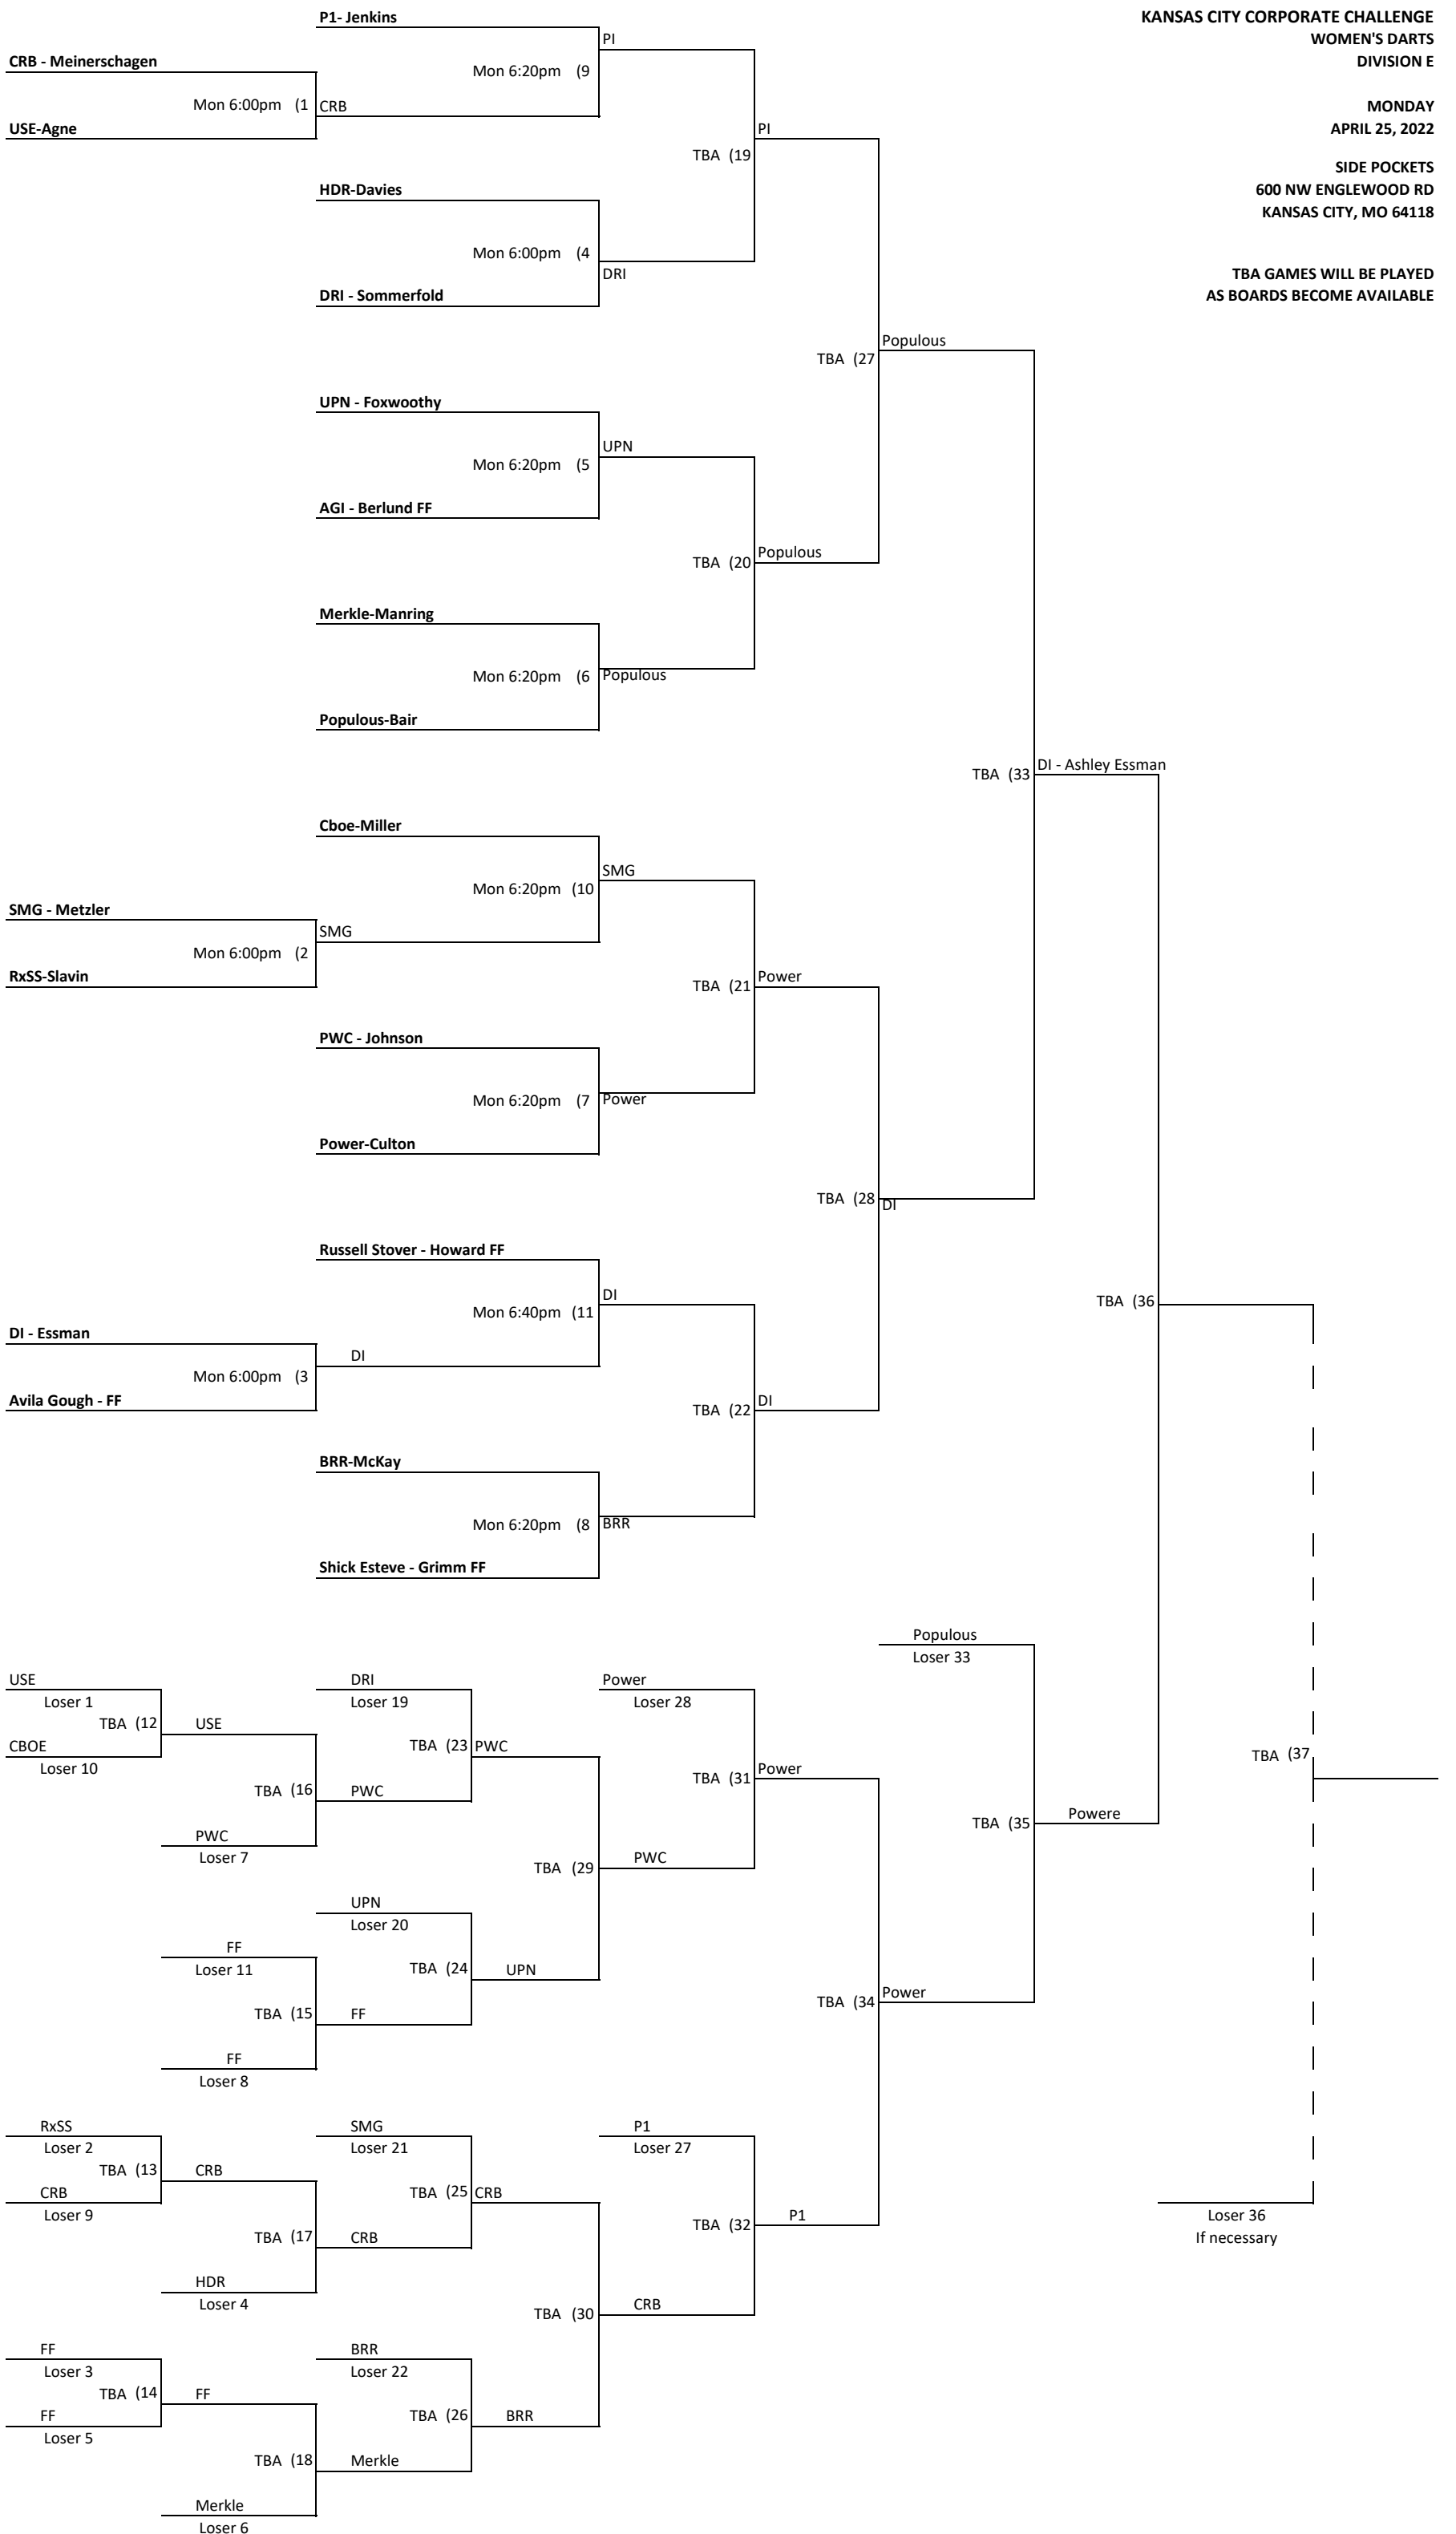 P1- Jenkins
KANSAS CITY CORPORATE CHALLENGE
PI
WOMEN'S DARTS
CRB - Meinerschagen
DIVISION E
Mon 6:20pm (9
Mon 6:00pm (1
CRB
MONDAY
USE-Agne
PI
APRIL 25, 2022
TBA (19
SIDE POCKETS
HDR-Davies
600 NW ENGLEWOOD RD
KANSAS CITY, MO 64118
Mon 6:00pm (4
DRI
TBA GAMES WILL BE PLAYED
DRI - Sommerfold
AS BOARDS BECOME AVAILABLE
Populous
TBA (27
UPN - Foxwoothy
UPN
Mon 6:20pm (5
AGI - Berlund FF
Populous
TBA (20
Merkle-Manring
Mon 6:20pm (6
Populous
Populous-Bair
DI - Ashley Essman
TBA (33
Cboe-Miller
SMG
Mon 6:20pm (10
SMG - Metzler
SMG
Mon 6:00pm (2
RxSS-Slavin
Power
TBA (21
PWC - Johnson
Mon 6:20pm (7
Power
Power-Culton
TBA (28
DI
Russell Stover - Howard FF
DI
TBA (36
Mon 6:40pm (11
DI - Essman
DI
Mon 6:00pm (3
Avila Gough - FF
DI
TBA (22
BRR-McKay
Mon 6:20pm (8
BRR
Shick Esteve - Grimm FF
Populous
Loser 33
USE
DRI
Power
Loser 1
Loser 19
Loser 28
TBA (12
USE
CBOE
TBA (23
PWC
TBA (37
Loser 10
Power
TBA (31
TBA (16
PWC
Powere
TBA (35
PWC
Loser 7
PWC
TBA (29
UPN
Loser 20
FF
Loser 11
TBA (24
UPN
Power
TBA (34
TBA (15
FF
FF
Loser 8
RxSS
SMG
P1
Loser 2
Loser 21
Loser 27
TBA (13
CRB
CRB
TBA (25
CRB
Loser 9
P1
Loser 36
TBA (32
TBA (17
CRB
If necessary
HDR
Loser 4
CRB
TBA (30
FF
BRR
Loser 3
Loser 22
TBA (14
FF
FF
TBA (26
BRR
Loser 5
TBA (18
Merkle
Merkle
Loser 6